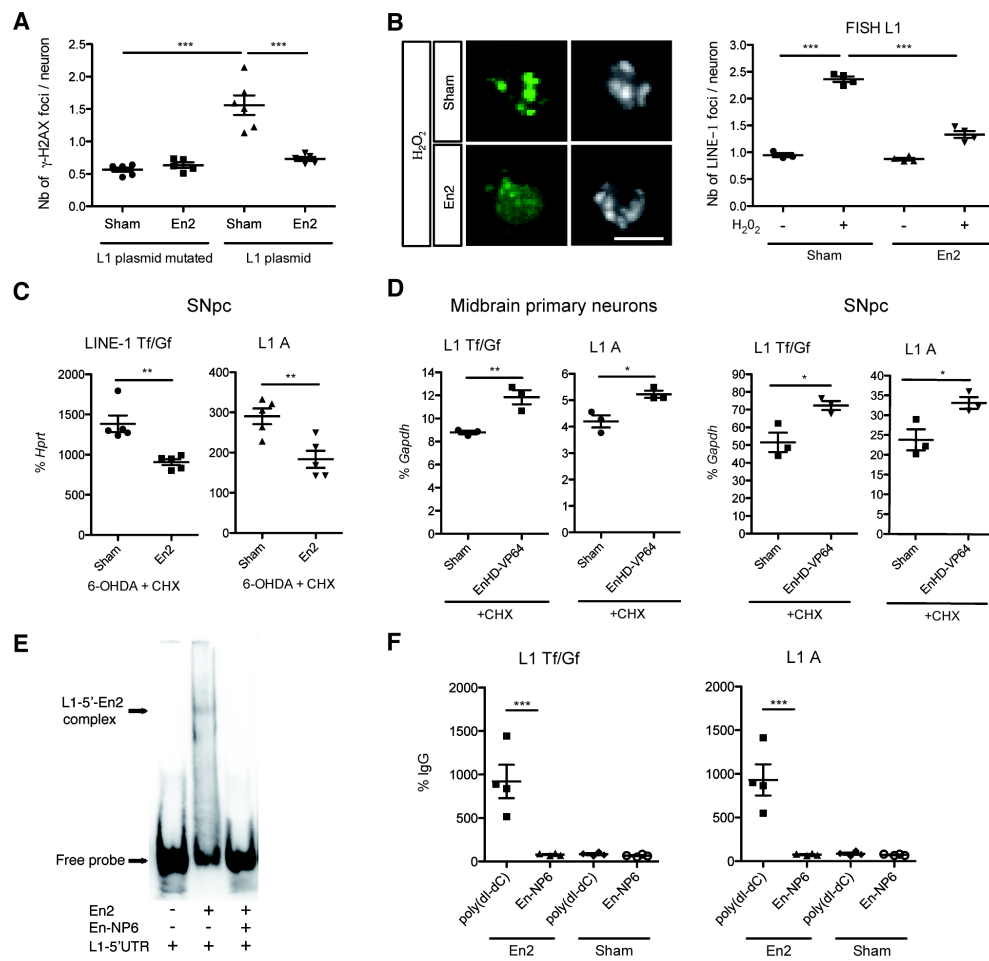 A
Nb of γ-H2AX foci / neuron
2.5
2.0
1.5
1.0
0.5
0.0
***
***
Sham
En2
Sham
En2
L1 plasmid mutated
L1 plasmid
B
H2O2
Sham
En2
FISH L1
Nb of LINE-1 foci / neuron
3.0
2.5
2.0
1.5
1.0
0.5
0.0
***
***
H2O2
-
+
-
+
Sham
En2
C
SNpc
LINE-1 Tf/Gf
% Hprt
2000
1500
1000
500
0
**
Sham
En2
6-OHDA + CHX
L1 A
400
300
200
100
0
**
Sham
En2
6-OHDA + CHX
D
Midbrain primary neurons
L1 Tf/Gf
% Gapdh
14
12
10
8
6
4
2
0
**
Sham
EnHD-VP64
+CHX
L1 A
6
5
4
3
2
1
0
*
Sham
EnHD-VP64
+CHX
SNpc
L1 Tf/Gf
% Gapdh
90
80
70
60
50
40
30
20
10
0
*
Sham
EnHD-VP64
+CHX
L1 A
40
35
30
25
20
15
10
5
0
*
Sham
EnHD-VP64
+CHX
E
L1-5'-En2
complex
Free probe
En2 - + +
En-NP6 - - +
L1-5'UTR + + +
F
L1 Tf/Gf
% IgG
2000
1500
1000
500
0
***
poly(dI-dC)
En-NP6
poly(dI-dC)
En-NP6
En2
Sham
L1 A
2000
1500
1000
500
0
***
poly(dI-dC)
En-NP6
poly(dI-dC)
En-NP6
En2
Sham